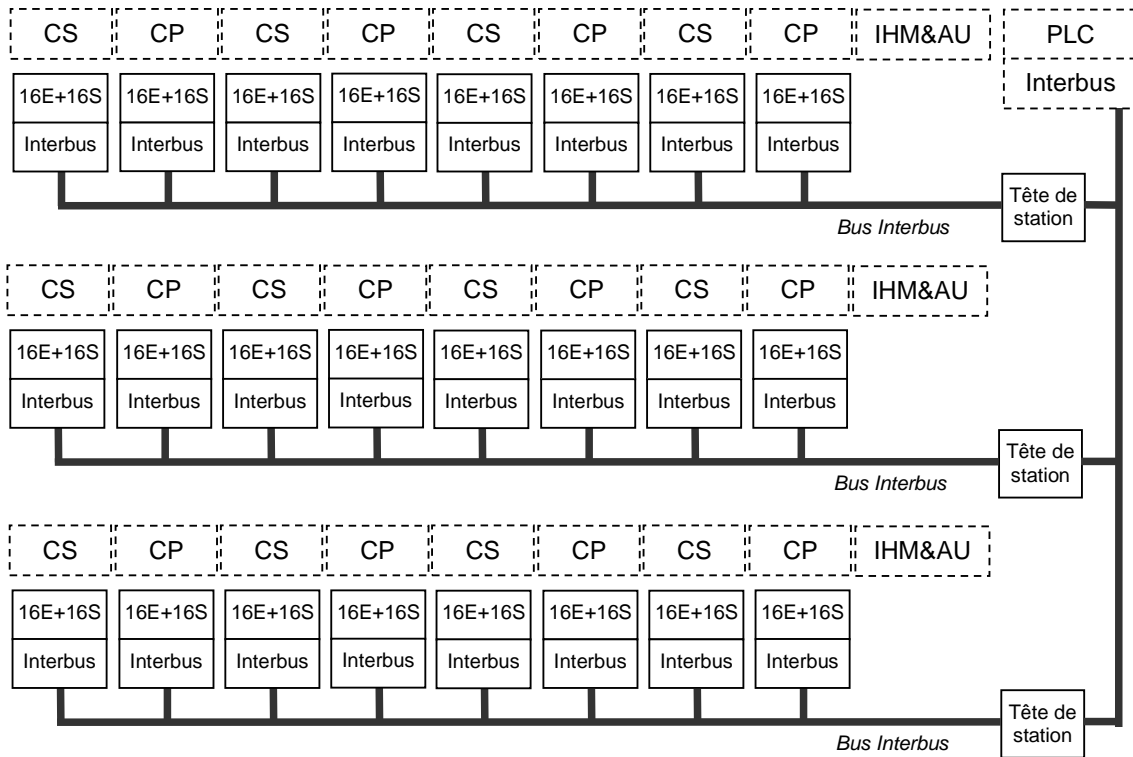 CS CP CS CP CS CP CS CP IHM&AU PLC
16E+16S 16E+16S 16E+16S 16E+16S 16E+16S 16E+16S 16E+16S 16E+16S Interbus
Interbus Interbus Interbus Interbus Interbus Interbus Interbus Interbus
Tête de
station
Bus Interbus
CS CP CS CP CS CP CS CP IHM&AU
16E+16S 16E+16S 16E+16S 16E+16S 16E+16S 16E+16S 16E+16S 16E+16S
Interbus Interbus Interbus Interbus Interbus Interbus Interbus Interbus
Tête de
station
Bus Interbus
CS CP CS CP CS CP CS CP IHM&AU
16E+16S 16E+16S 16E+16S 16E+16S 16E+16S 16E+16S 16E+16S 16E+16S
Interbus Interbus Interbus Interbus Interbus Interbus Interbus Interbus
Tête de
station
Bus Interbus